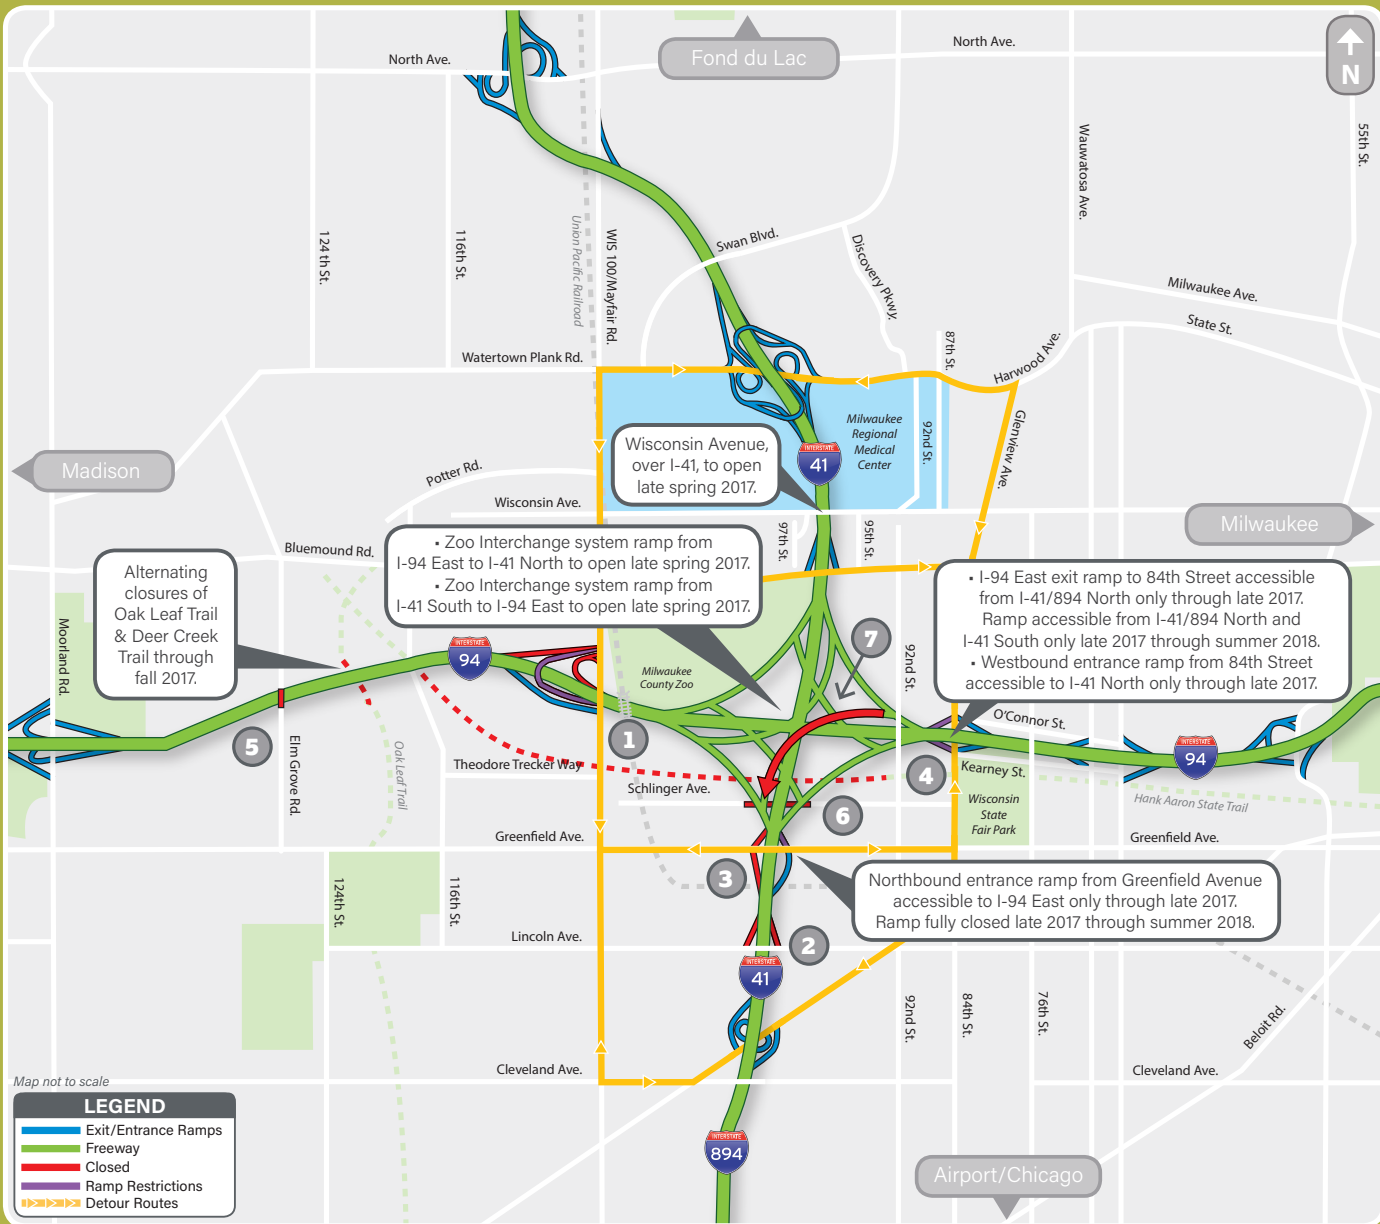 Fond du Lac
North Ave.
North Ave.
N
55th St.
Wauwatosa Ave.
124 th St.
116th St.
Union Pacific Railroad
WIS 100/Mayfair Rd.
Swan Blvd.
Discovery Pkwy.
Milwaukee Ave.
State St.
Watertown Plank Rd.
87th St.
Harwood Ave.
Glenview Ave.
Milwaukee
Regional
Medical
Center
92nd St.
Wisconsin Avenue,
over I-41, to open
late spring 2017.
INTERSTATE
41
Madison
Potter Rd.
Wisconsin Ave.
Milwaukee
97th St.
95th St.
Bluemound Rd.
• Zoo Interchange system ramp from
I-94 East to I-41 North to open late spring 2017.
• Zoo Interchange system ramp from
I-41 South to I-94 East to open late spring 2017.
Alternating
closures of
Oak Leaf Trail
& Deer Creek
Trail through
fall 2017.
• I-94 East exit ramp to 84th Street accessible
from I-41/894 North only through late 2017.
Ramp accessible from I-41/894 North and
I-41 South only late 2017 through summer 2018.
• Westbound entrance ramp from 84th Street
accessible to I-41 North only through late 2017.
Moorland Rd.
INTERSTATE
94
Milwaukee
County Zoo
7
92nd St.
O'Connor St.
1
5
Elm Grove Rd.
Oak Leaf Trail
Theodore Trecker Way
Schlinger Ave.
4
Kearney St.
INTERSTATE
94
Wisconsin
State
Fair Park
Hank Aaron State Trail
6
Greenfield Ave.
Greenfield Ave.
3
124th St.
116th St.
Northbound entrance ramp from Greenfield Avenue
accessible to I-94 East only through late 2017.
Ramp fully closed late 2017 through summer 2018.
Lincoln Ave.
2
INTERSTATE
41
92nd St.
84th St.
76th St.
Beloit Rd.
Cleveland Ave.
Cleveland Ave.
Map not to scale
LEGEND
Exit/Entrance Ramps
Freeway
Closed
Ramp Restrictions
Detour Routes
INTERSTATE
894
Airport/Chicago